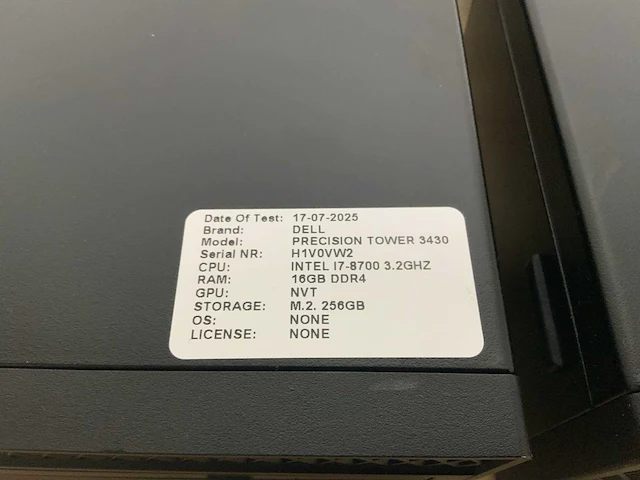 Date Of Test: 17-07-2025
Brand: DELL
Model: PRECISION TOWER 3430
Serial NR: H1V0VW2
CPU: INTEL I7-8700 3.2GHZ
RAM: 16GB DDR4
GPU: NVT
STORAGE: M.2. 256GB
OS: NONE
LICENSE: NONE